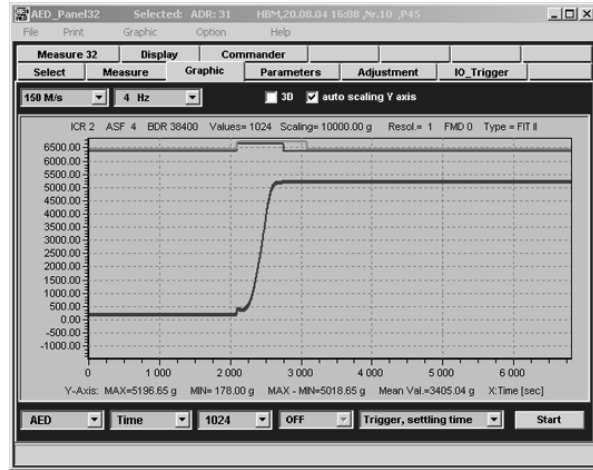 AED_Panel32 Selected: ADR: 31 HBM,20.08.04 16:08 ,Nr.10 ,P45
File Print Graphic Option Help
Measure 32 Display Commander
Select Measure Graphic Parameters Adjustment IO_Trigger
150 M/s 4 Hz 3D auto scaling Y axis
ICR 2 ASF 4 BDR 38400 Values= 1024 Scaling= 10000.00 g Resol.= 1 FMD 0 Type = FIT II
6500.00
6000.00
5500.00
5000.00
4500.00
4000.00
3500.00
3000.00
2500.00
2000.00
1500.00
1000.00
500.00
0.00
-500.00
-1000.00
0 1 000 2 000 3 000 4 000 5 000 6 000
Y-Axis: MAX=5196.65 g MIN= 178.00 g MAX - MIN=5018.65 g Mean Val.=3405.04 g X:Time [sec]
AED Time 1024 OFF Trigger, settling time Start